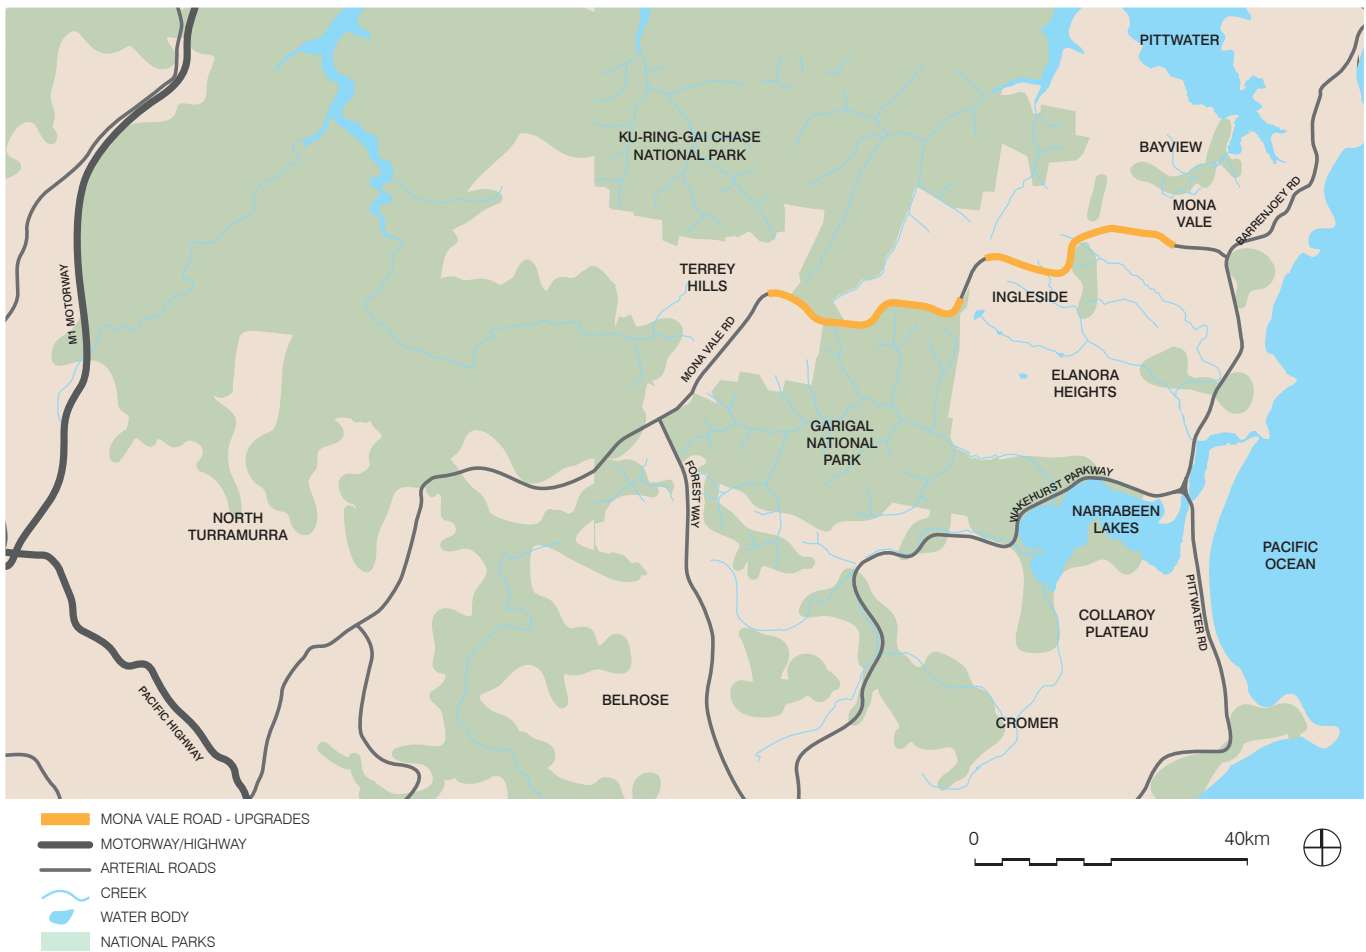 PITTWATER
KU-RING-GAI CHASE
NATIONAL PARK
BAYVIEW
MONA
VALE
BARRENJOEY RD
TERREY
HILLS
M1 MOTORWAY
INGLESIDE
MONA VALE RD
ELANORA
HEIGHTS
GARIGAL
NATIONAL
PARK
FOREST WAY
WAKEHURST PARKWAY
NORTH
TURRAMURRA
NARRABEEN
LAKES
PACIFIC
OCEAN
PITTWATER RD
COLLAROY
PLATEAU
BELROSE
PACIFIC HIGHWAY
CROMER
MONA VALE ROAD - UPGRADES
MOTORWAY/HIGHWAY
ARTERIAL ROADS
CREEK
WATER BODY
NATIONAL PARKS
0 40km